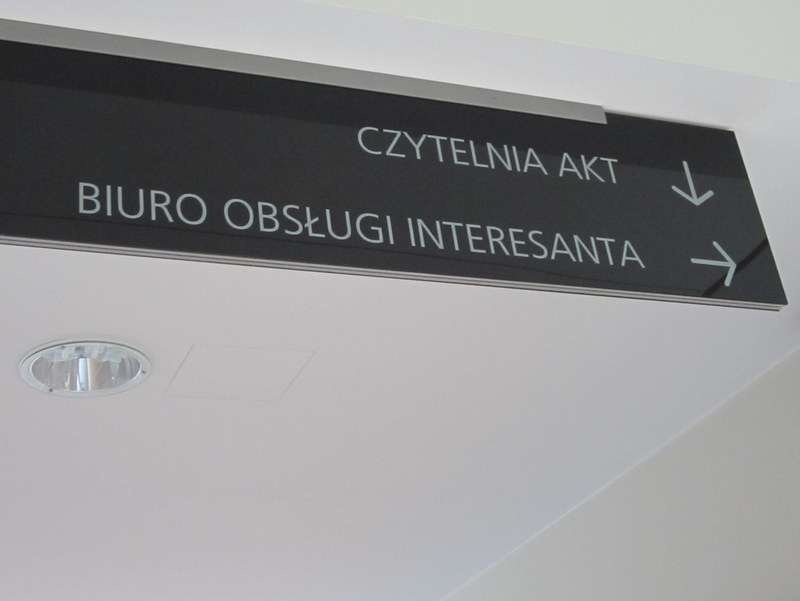 CZYTELNIA AKT ↓
BIURO OBSŁUGI INTERESANTA →